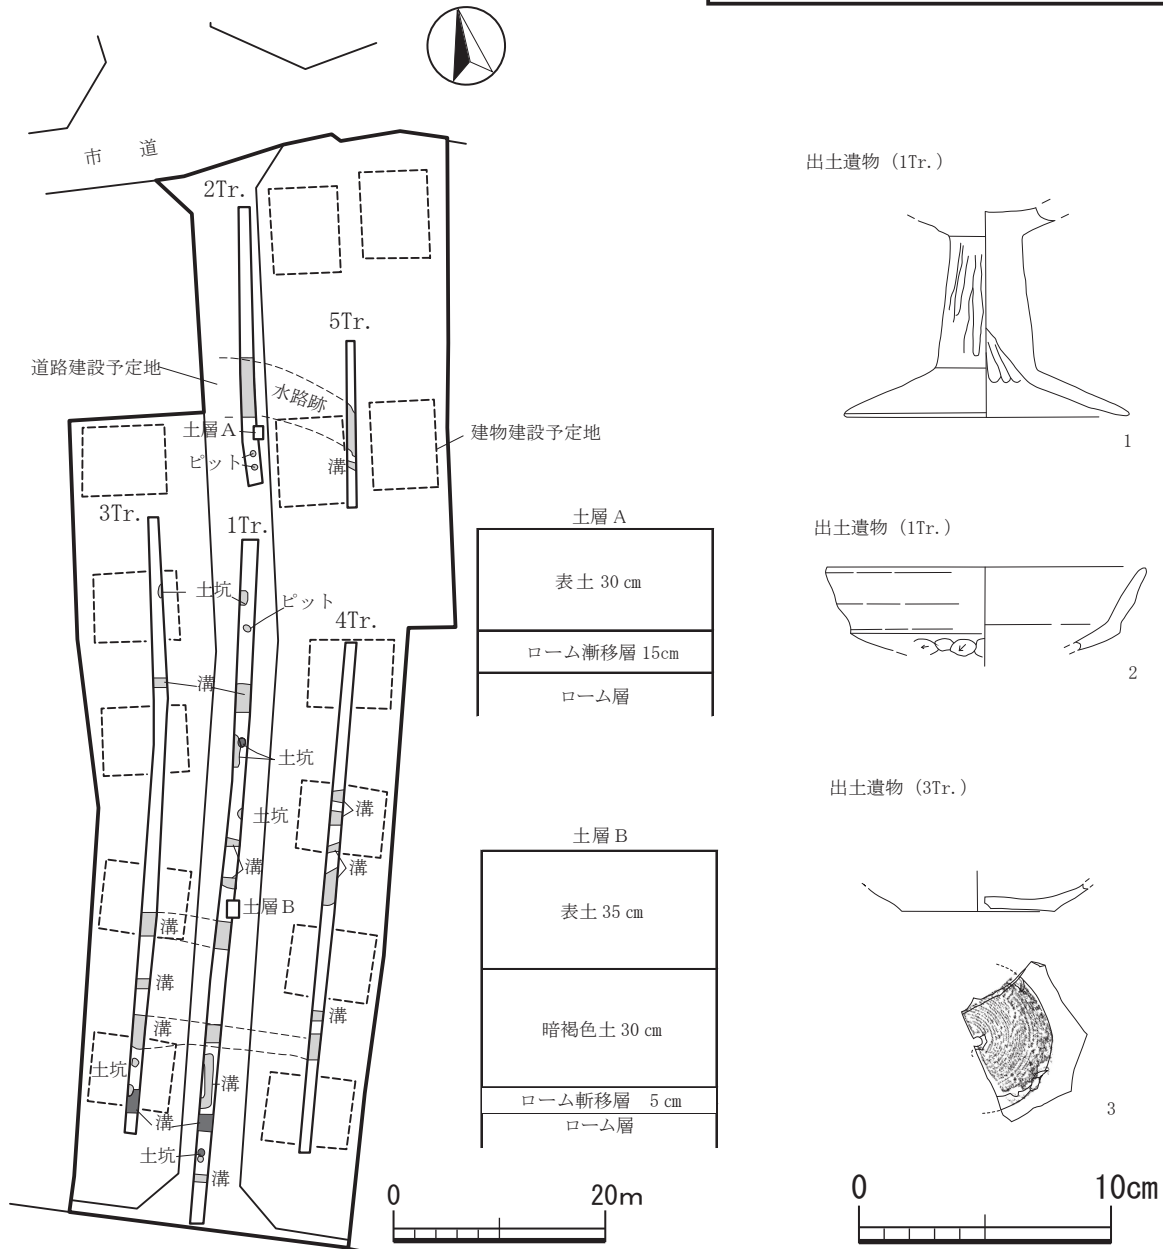 市 道
2Tr.
5Tr.
道路建設予定地
水路跡
土層A
ピット
溝
建物建設予定地
3Tr.
1Tr.
土坑
ピット
4Tr.
溝
土坑
土坑
溝
溝
溝
土層B
溝
溝
溝
溝
土坑
溝
溝
土坑
溝
0 20m
土層A
表土 30 cm
ローム漸移層 15cm
ローム層
土層B
表土 35 cm
暗褐色土 30 cm
ローム斬移層 5 cm
ローム層
出土遺物 (1Tr.)
1
出土遺物 (1Tr.)
2
出土遺物 (3Tr.)
3
0 10cm